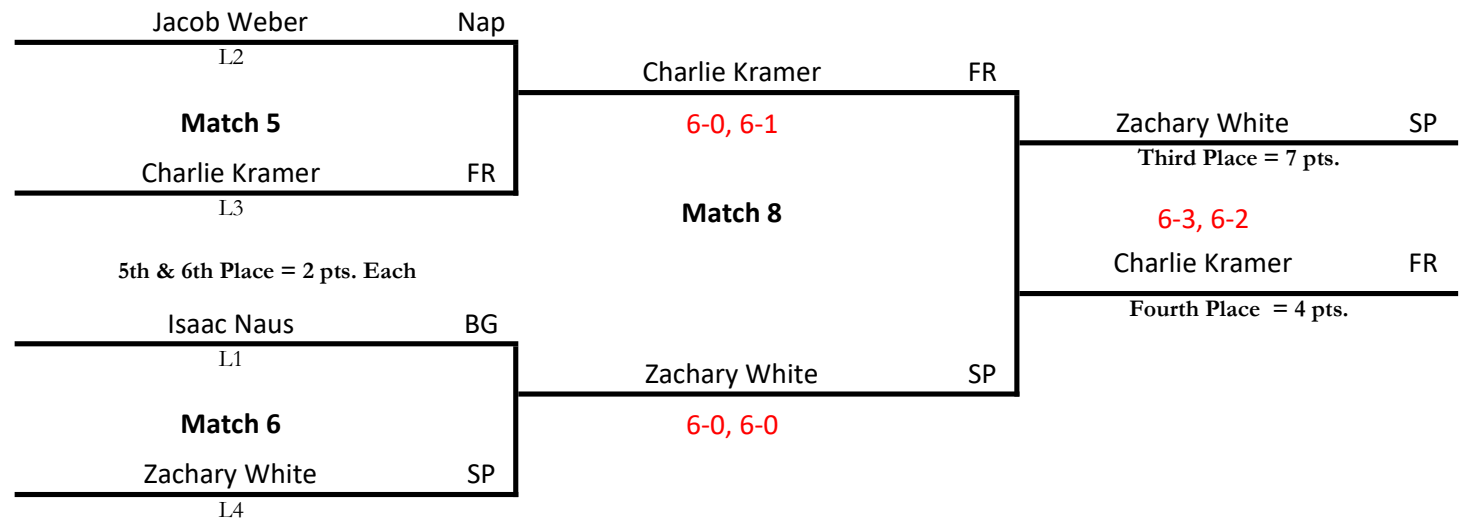 Jacob Weber Nap
L2
Match 5
Charlie Kramer FR
L3
5th & 6th Place = 2 pts. Each
Isaac Naus BG
L1
Match 6
Zachary White SP
L4
Charlie Kramer FR
6-0, 6-1
Match 8
Zachary White SP
6-0, 6-0
Zachary White SP
Third Place = 7 pts.
6-3, 6-2
Charlie Kramer FR
Fourth Place = 4 pts.